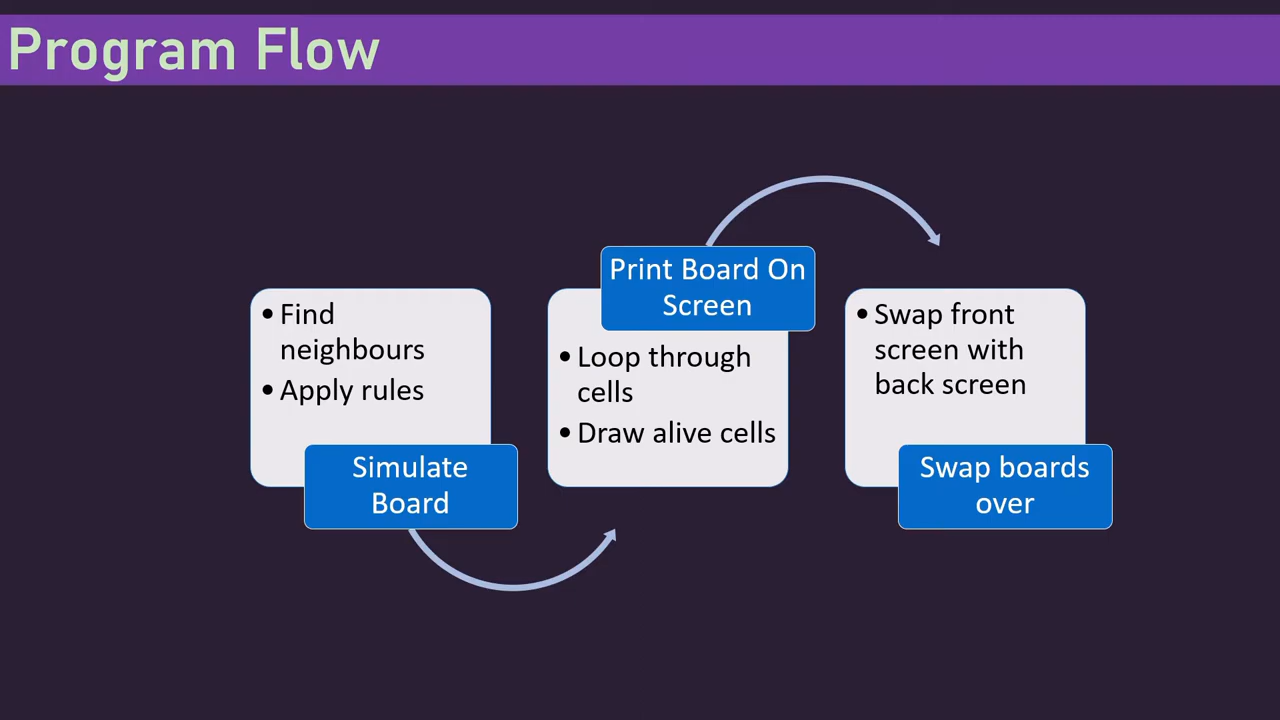 Program Flow
• Find
neighbours
• Apply rules
Simulate
Board
Print Board On
Screen
• Loop through
cells
• Draw alive cells
• Swap front
screen with
back screen
Swap boards
over